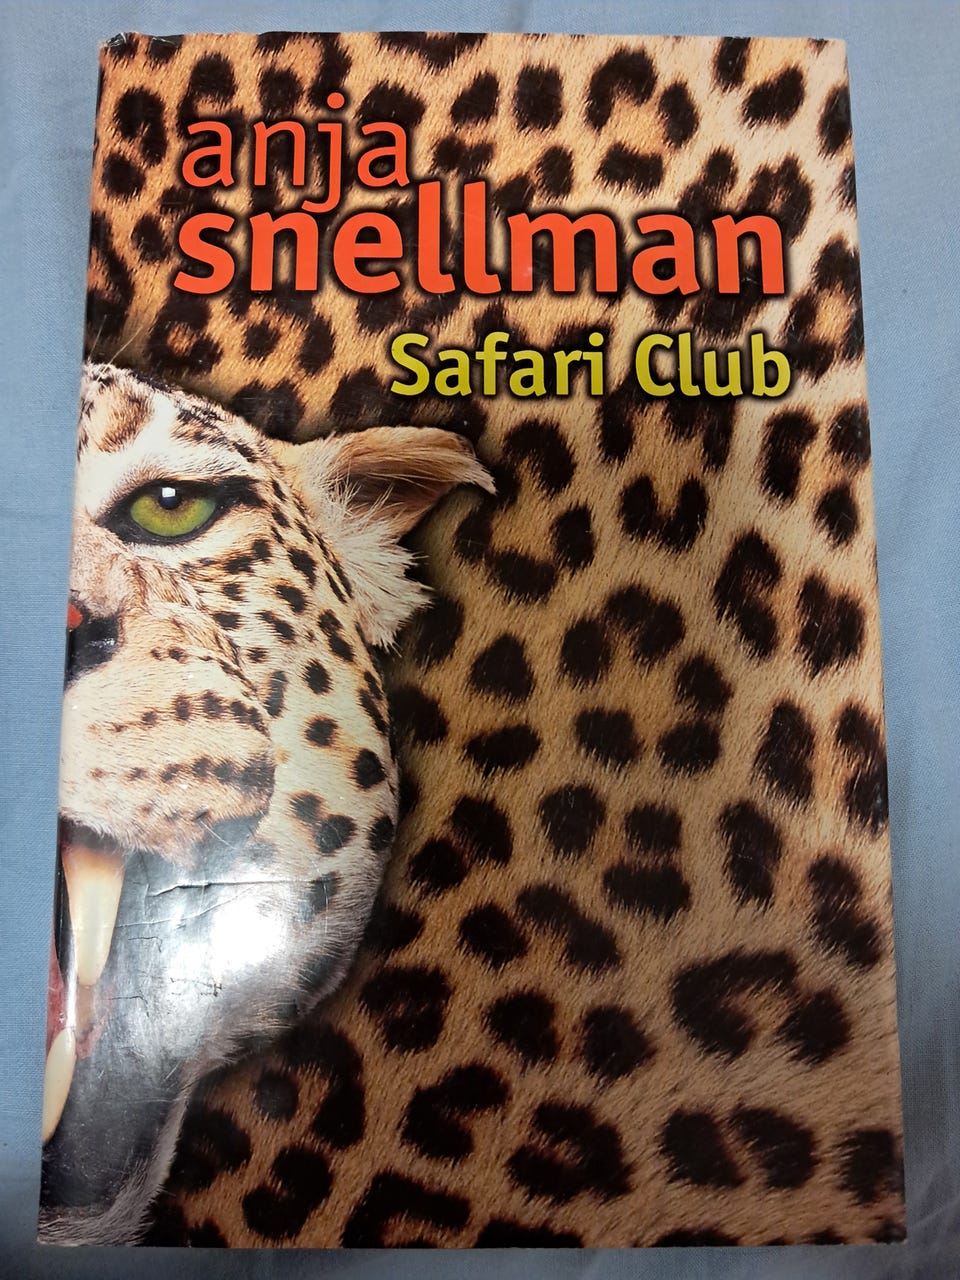 anja
snellman
Safari Club